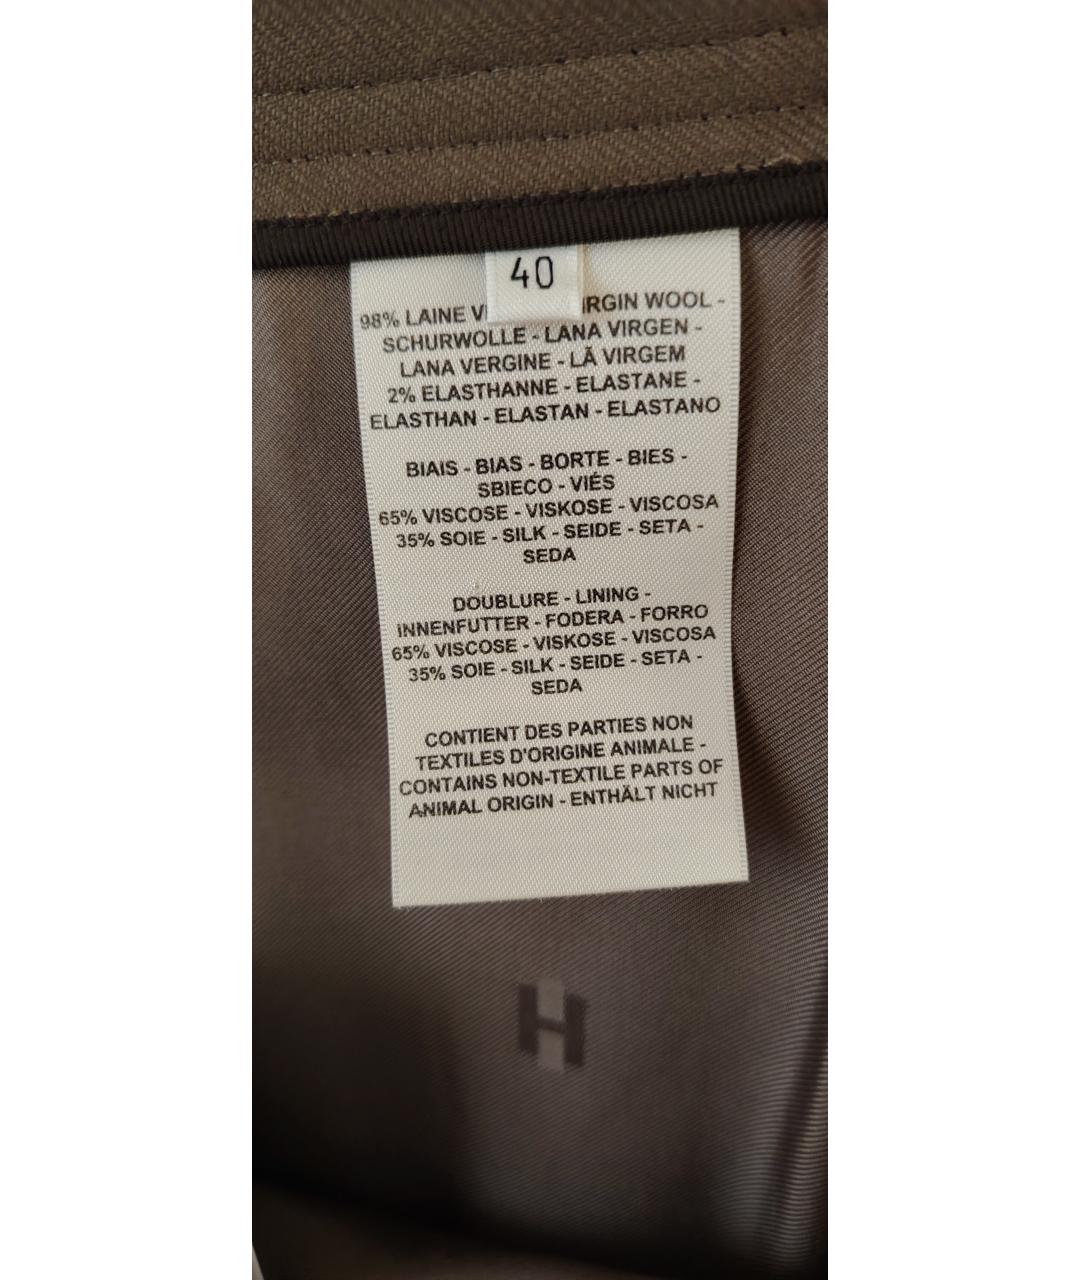 40
98% LAINE
WOOL -
SCHURWOLLE - LANA VIRGEN -
LANA VERGINE - LÃ VIRGEM
2% ELASTHANNE - ELASTANE -
ELASTHAN - ELASTAN - ELASTANO
BIAIS - BIAS - BORTE - BIES -
SBIECO - VIÉS
65% VISCOSE - VISKOSE - VISCOSA
35% SOIE - SILK - SEIDE - SETA -
SEDA
DOUBLURE - LINING -
INNENFUTTER - FODERA - FORRO
65% VISCOSE - VISKOSE - VISCOSA
35% SOIE - SILK - SEIDE - SETA -
SEDA
CONTIENT DES PARTIES NON
TEXTILES D'ORIGINE ANIMALE -
CONTAINS NON-TEXTILE PARTS OF
ANIMAL ORIGIN - ENTHÄLT NICHT
H